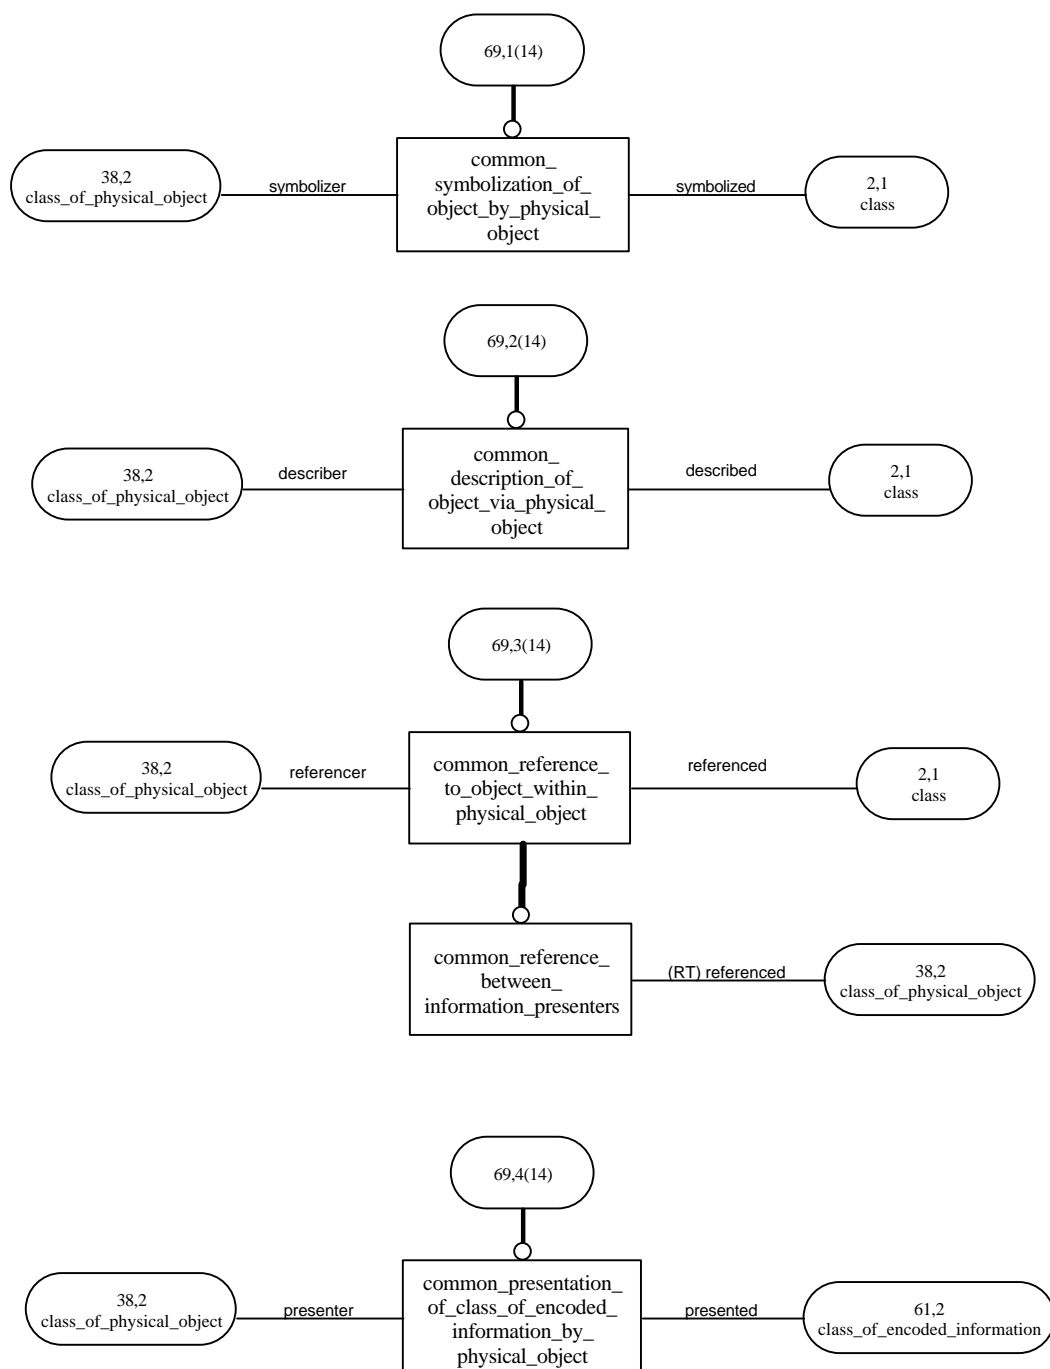 69,1(14)
38,2
class_of_physical_object
symbolizer
common_
symbolization_of_
object_by_physical_
object
symbolized
2,1
class
69,2(14)
38,2
class_of_physical_object
describer
common_
description_of_
object_via_physical_
object
described
2,1
class
69,3(14)
38,2
class_of_physical_object
referencer
common_reference_
to_object_within_
physical_object
referenced
2,1
class
common_reference_
between_
information_presenters
(RT) referenced
38,2
class_of_physical_object
69,4(14)
38,2
class_of_physical_object
presenter
common_presentation_
of_class_of_encoded_
information_by_
physical_object
presented
61,2
class_of_encoded_information